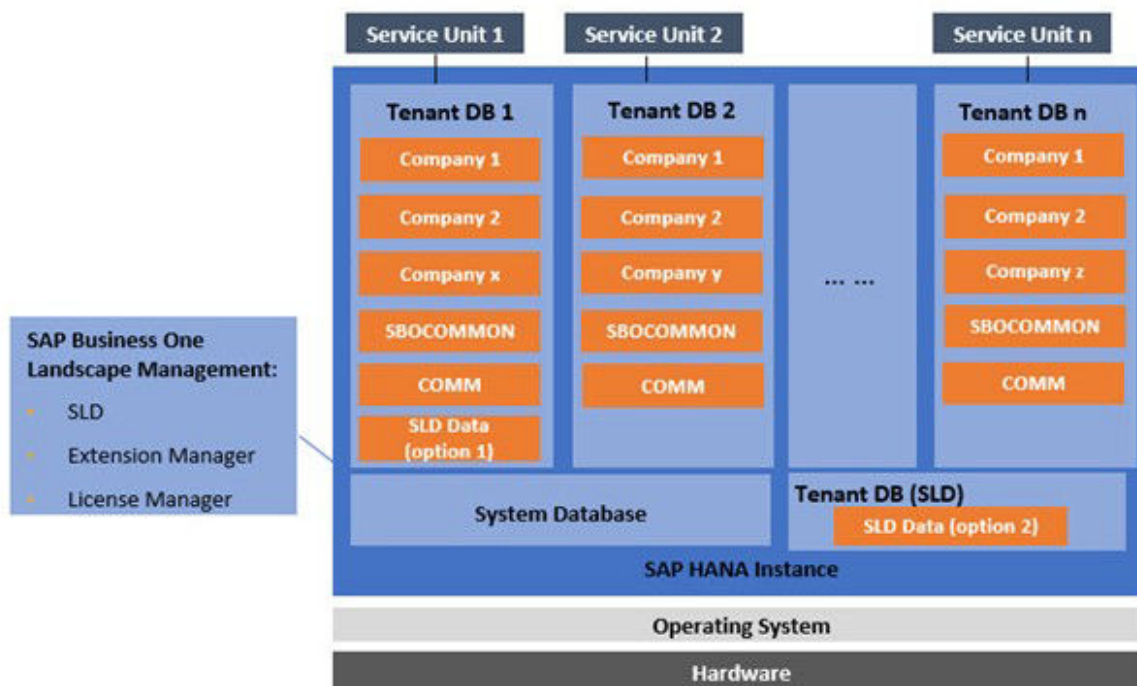 Service Unit 1
Service Unit 2
Service Unit n
Tenant DB 1
Company 1
Company 2
Company x
SBOCOMMON
COMM
SLD Data
(option 1)
Tenant DB 2
Company 1
Company 2
Company y
SBOCOMMON
COMM
... ...
Tenant DB n
Company 1
Company 2
Company z
SBOCOMMON
COMM
SAP Business One
Landscape Management:
SLD
Extension Manager
License Manager
System Database
Tenant DB (SLD)
SLD Data (option 2)
SAP HANA Instance
Operating System
Hardware